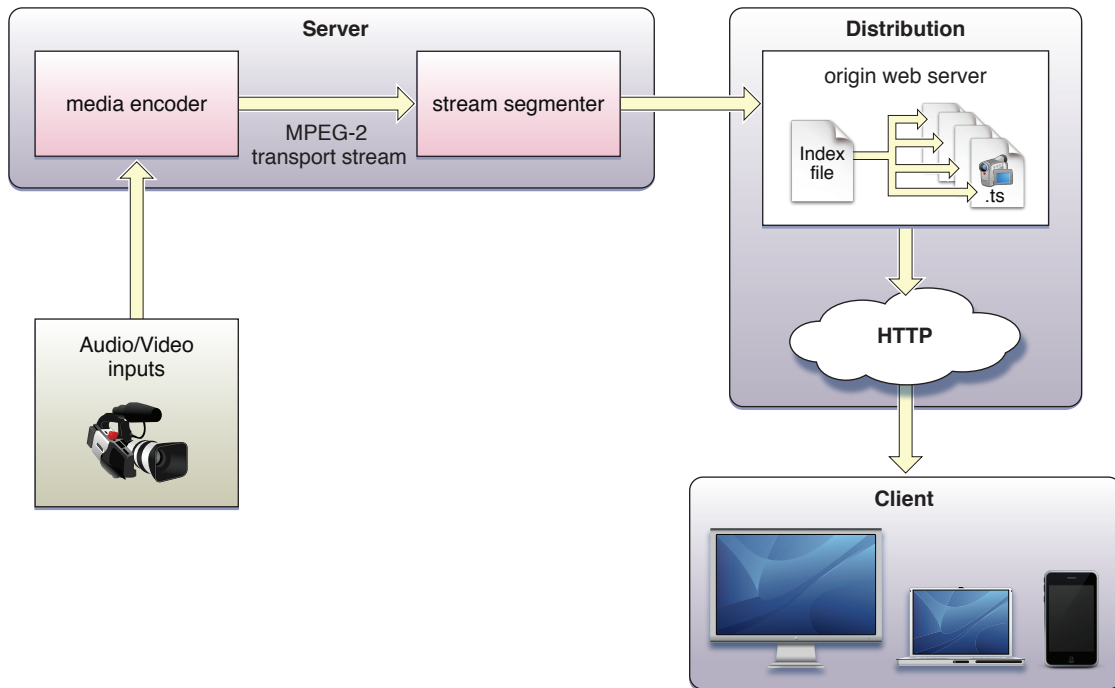 Server
media encoder
MPEG-2
transport stream
stream segmenter
Distribution
origin web server
Index
file
.ts
HTTP
Audio/Video
inputs
Client